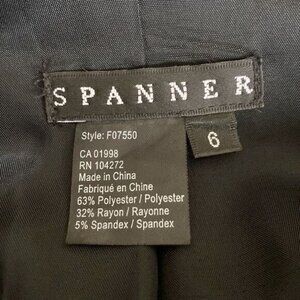 SPANNER
6
Style: F07550
CA 01998
RN 104272
Made in China
Fabriqué en Chine
63% Polyester / Polyester
32% Rayon / Rayonne
5% Spandex / Spandex